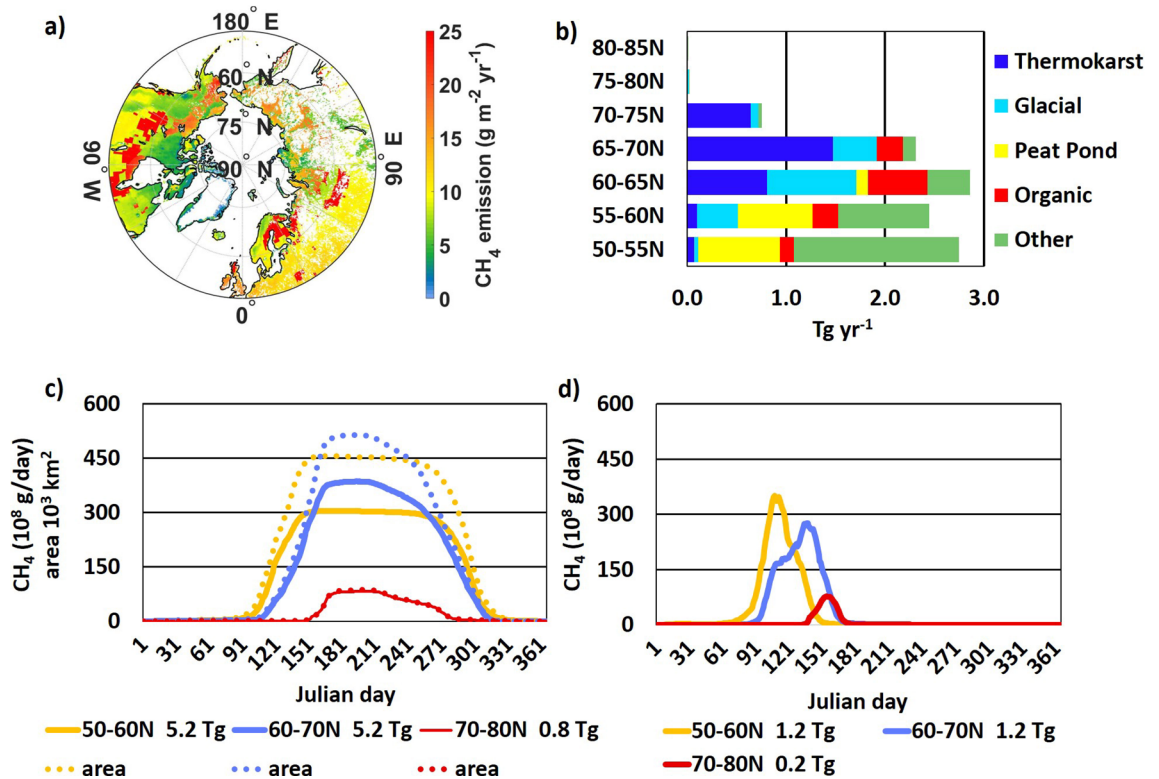 a)
180° E
60° N
75° N
90° N
90° W
90° E
0°
25
20
15
10
5
0
CH4 emission (g m-2 yr-1)
b)
80-85N
75-80N
70-75N
65-70N
60-65N
55-60N
50-55N
0.0 1.0 2.0 3.0
Tg yr-1
Thermokarst
Glacial
Peat Pond
Organic
Other
c)
600
450
300
150
0
CH4 (10^8 g/day)
area 10^3 km2
1 31 61 91 121 151 181 211 241 271 301 331 361
Julian day
50-60N 5.2 Tg 60-70N 5.2 Tg 70-80N 0.8 Tg
area area area
d)
600
450
300
150
0
CH4 (10^8 g/day)
1 31 61 91 121 151 181 211 241 271 301 331 361
Julian day
50-60N 1.2 Tg 60-70N 1.2 Tg
70-80N 0.2 Tg